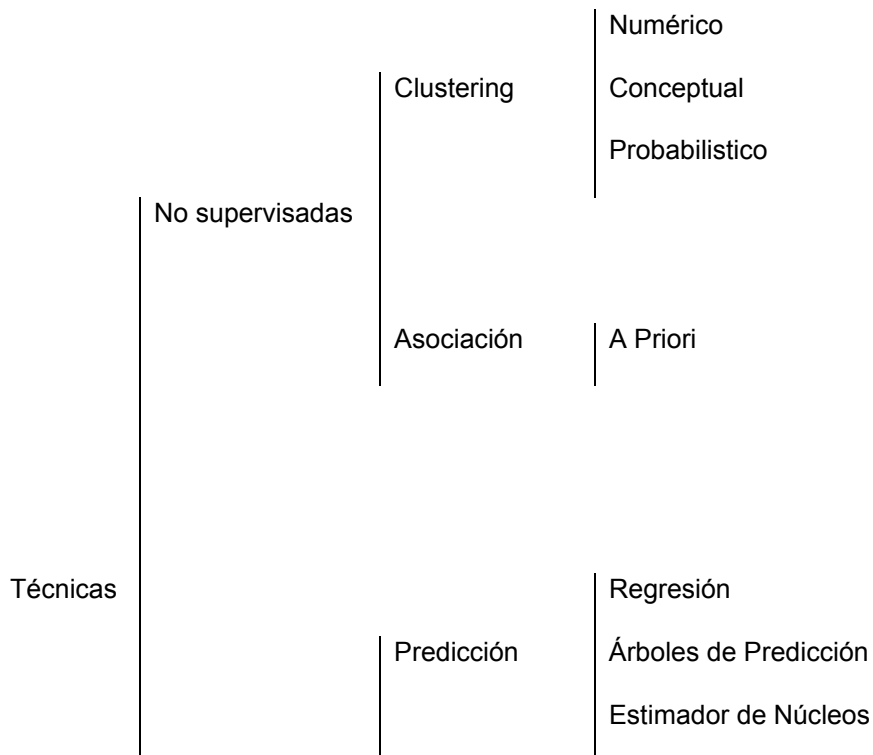 Numérico
Clustering Conceptual
Probabilistico
No supervisadas
Asociación A Priori
Técnicas Regresión
Predicción Árboles de Predicción
Estimador de Núcleos